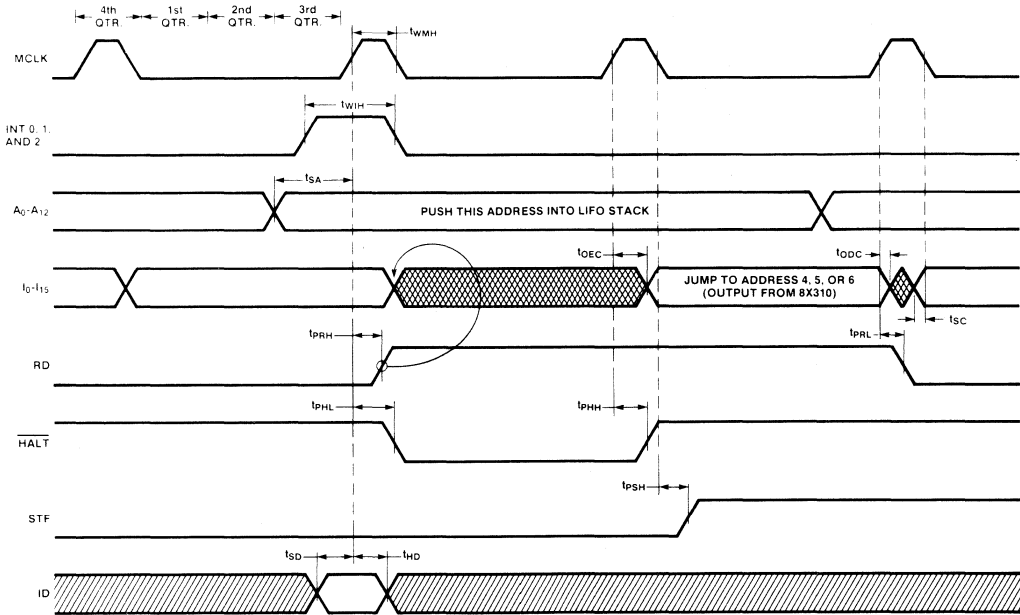 4th QTR.
1st QTR.
2nd QTR.
3rd QTR.
tWMH
MCLK
tWIH
INT 0, 1,
AND 2
tSA
A0-A12
PUSH THIS ADDRESS INTO LIFO STACK
tOEC
tODC
I0-I15
JUMP TO ADDRESS 4, 5, OR 6
(OUTPUT FROM 8X310)
tSC
tPRH
tPRL
RD
tPHL
tPHH
HALT
tPSH
STF
tSD
tHD
ID